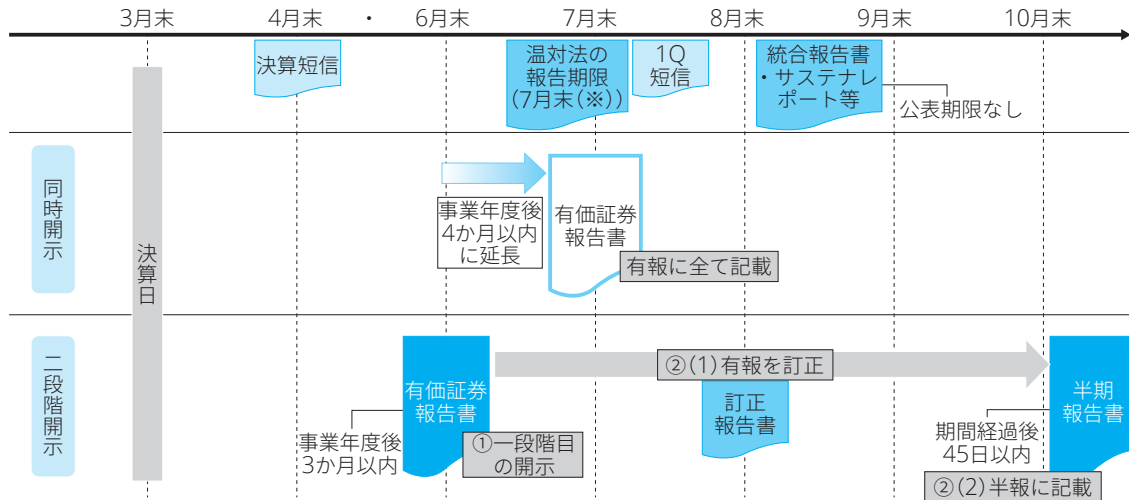 3月末
4月末
・
6月末
7月末
8月末
9月末
10月末
決算短信
温対法の
報告期限
(7月末(※))
1Q
短信
統合報告書
・サステナレ
ポート等
公表期限なし
同時開示
決算日
事業年度後
4か月以内
に延長
有価証券
報告書
有報に全て記載
二段階開示
有価証券
報告書
事業年度後
3か月以内
①一段階目
の開示
②(1)有報を訂正
訂正
報告書
半期
報告書
期間経過後
45日以内
②(2)半報に記載